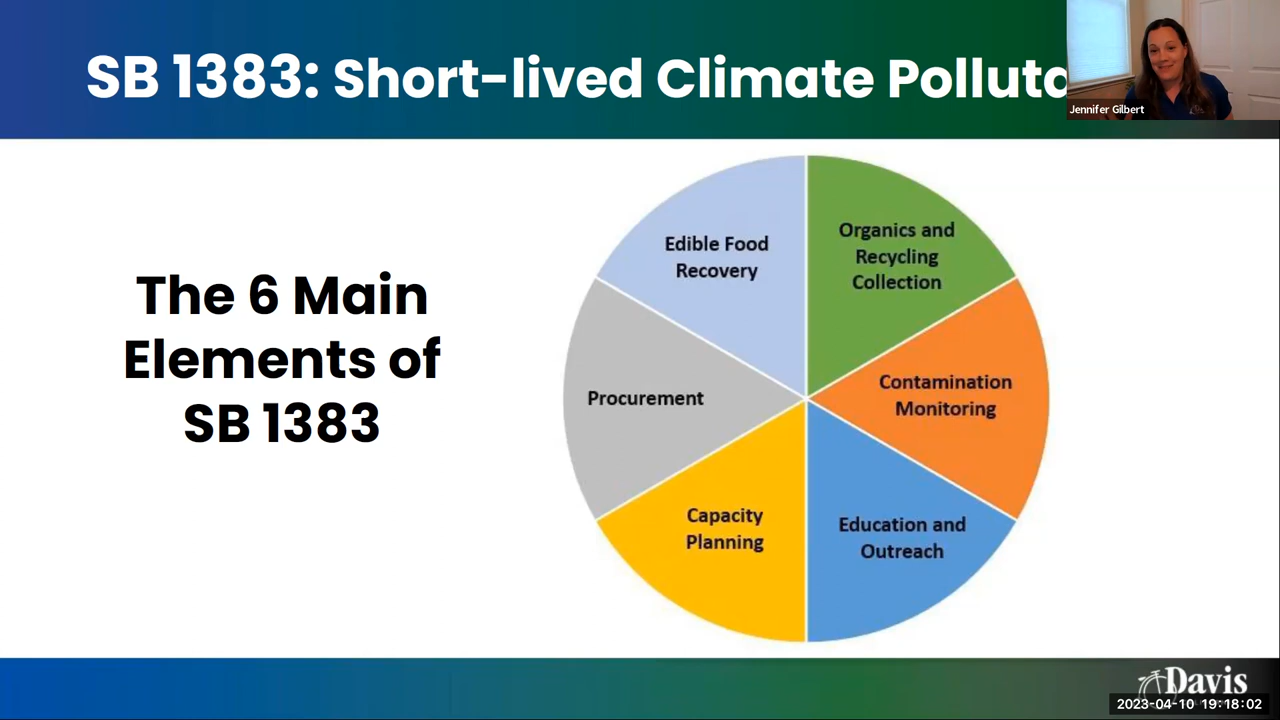 SB 1383: Short-lived Climate Polluta
Jennifer Gilbert
The 6 Main
Elements of
SB 1383
Edible Food
Recovery
Organics and
Recycling
Collection
Contamination
Monitoring
Education and
Outreach
Capacity
Planning
Procurement
Davis
2023-04-10 19:18:02